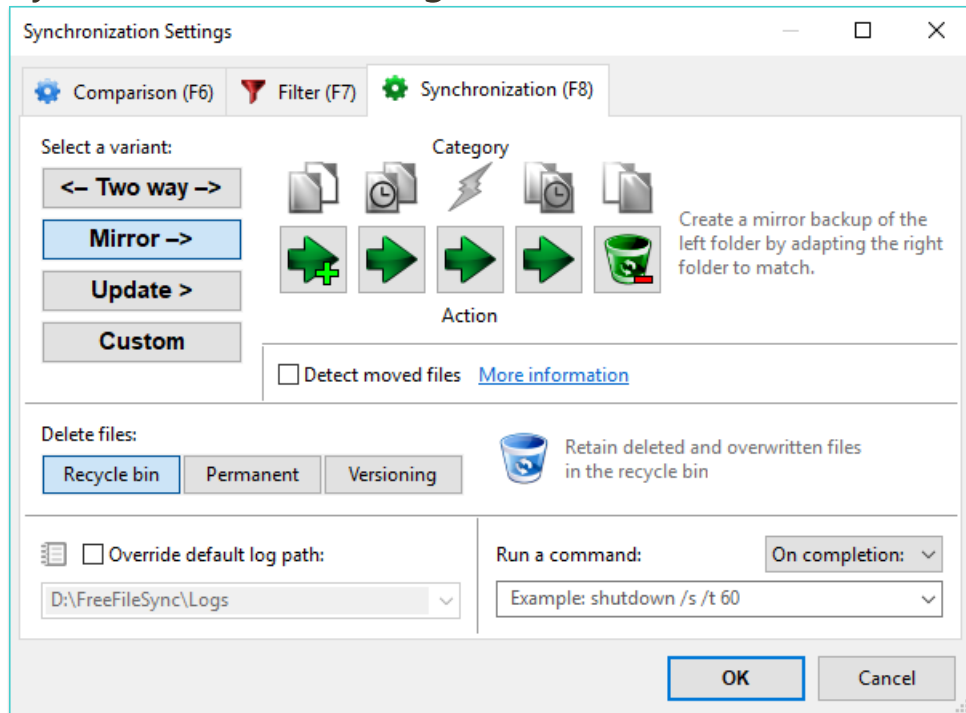 Synchronization Settings
Comparison (F6)
Filter (F7)
Synchronization (F8)
Select a variant:
Category
<– Two way –>
Mirror –>
Update >
Custom
Create a mirror backup of the
left folder by adapting the right
folder to match.
Action
Detect moved files More information
Delete files:
Recycle bin
Permanent
Versioning
Retain deleted and overwritten files
in the recycle bin
Override default log path:
D:\FreeFileSync\Logs
Run a command:
On completion:
Example: shutdown /s /t 60
OK
Cancel